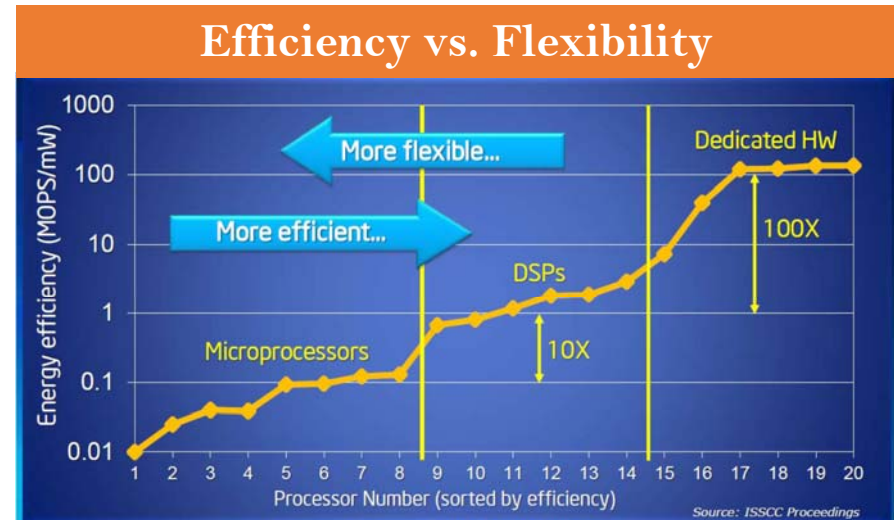 Efficiency vs. Flexibility
1000
100
10
1
0.1
0.01
Energy efficiency (MOPS/mW)
More flexible...
More efficient...
Dedicated HW
100X
DSPs
10X
Microprocessors
1 2 3 4 5 6 7 8 9 10 11 12 13 14 15 16 17 18 19 20
Processor Number (sorted by efficiency)
Source: ISSCC Proceedings